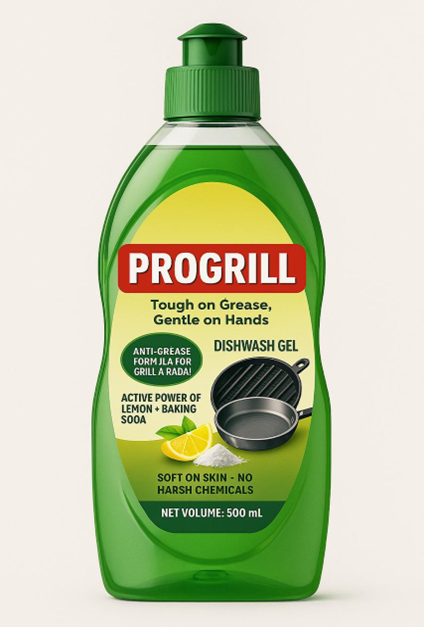 PROGRILL
Tough on Grease,
Gentle on Hands
DISHWASH GEL
ANTI-GREASE
FORM JLA FOR
GRILL A RADA!
ACTIVE POWER OF
LEMON + BAKING
SOOA
SOFT ON SKIN - NO
HARSH CHEMICALS
NET VOLUME: 500 mL